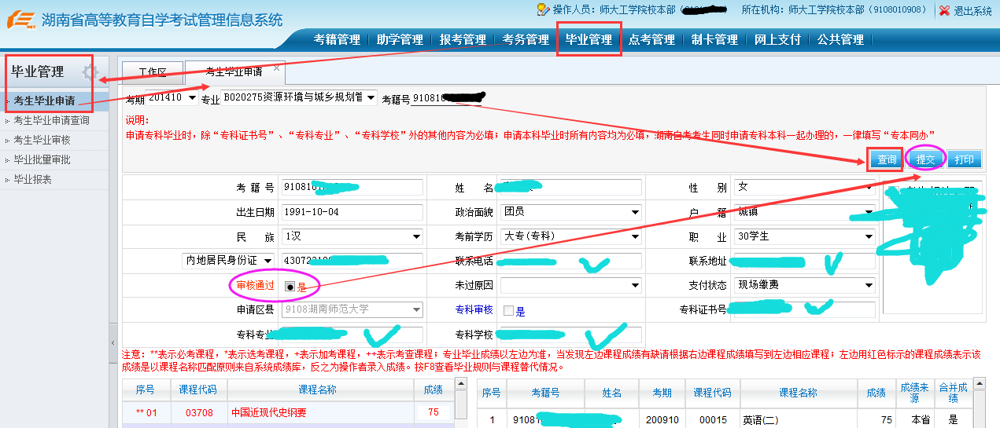 湖南省高等教育自学考试管理信息系统
操作人员：师大工学院校本部（ ） 所在机构：师大工学院校本部（9108010908） 退出系统
考籍管理 助学管理 报考管理 考务管理 毕业管理 点考管理 制卡管理 网上支付 公共管理
毕业管理
考生毕业申请
考生毕业申请查询
考生毕业审核
毕业批量审批
毕业报表
工作区 考生毕业申请
考期 201410 专业 B020275资源环境与城乡规划管 考籍号 91081
说明：
申请专科毕业时，除“专科证书号”、“专科专业”、“专科学校”外的其他内容为必填；申请本科毕业时所有内容均为必填，湖南自考考生同时申请专科本科一起办理的，一律填写“专本同办”
查询 提交 打印
考 籍 号 910810 姓 名 性 别 女
出生日期 1991-10-04 政治面貌 团员 户 籍 城镇
民 族 1汉 考前学历 大专(专科) 职 业 30学生
内地居民身份证 430722 联系电话 联系地址
审核通过 是 未过原因 支付状态 现场缴费
申请区县 9108湖南师范大学 专科审核 是 专科证书号
专科专业 专科学校
注意：**表示必考课程，*表示选考课程，+表示加考课程，++表示考查课程；专业毕业成绩以左边为准，当发现左边课程成绩有缺请根据右边课程成绩填写到左边相应课程；左边用红色标示的课程成绩表示该
成绩是以课程名称匹配原则来自系统成绩库，反之为操作者录入成绩。按F8查看毕业规则与课程替代情况。
序号 课程代码 课程名称 成绩
** 01 03708 中国近现代史纲要 75
序号 考籍号 姓名 考期 课程代码 课程名称 成绩 成绩来源 合并成绩
1 91081 200910 00015 英语(二) 75 本省 是